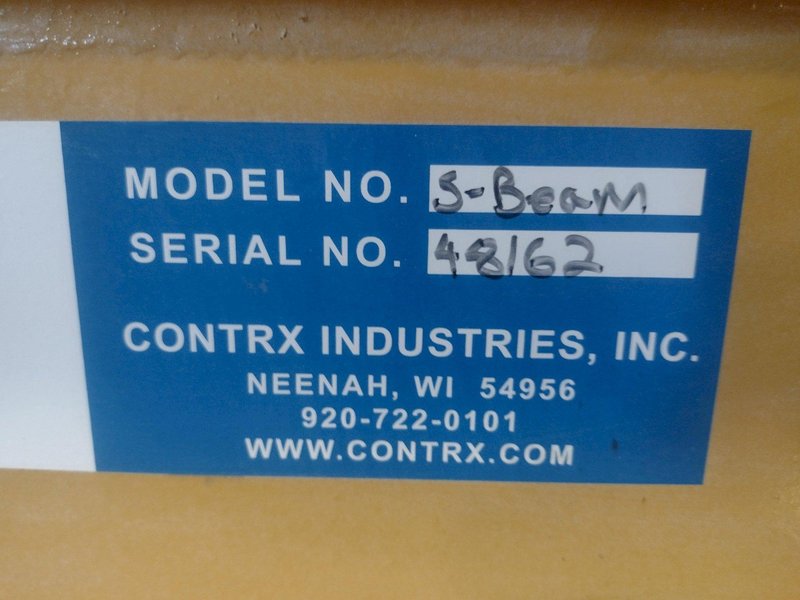 MODEL NO. S-Beam
SERIAL NO. 48162
CONTRX INDUSTRIES, INC.
NEENAH, WI 54956
920-722-0101
WWW.CONTRX.COM